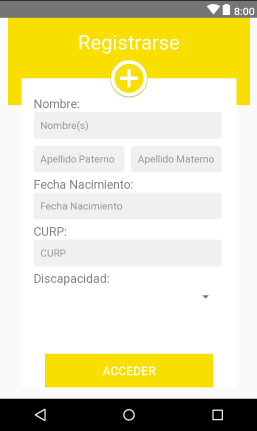 8:00
Registrarse
Nombre:
Nombre(s)
Apellido Paterno Apellido Materno
Fecha Nacimiento:
Fecha Nacimiento
CURP:
CURP
Discapacidad:
ACCEDER